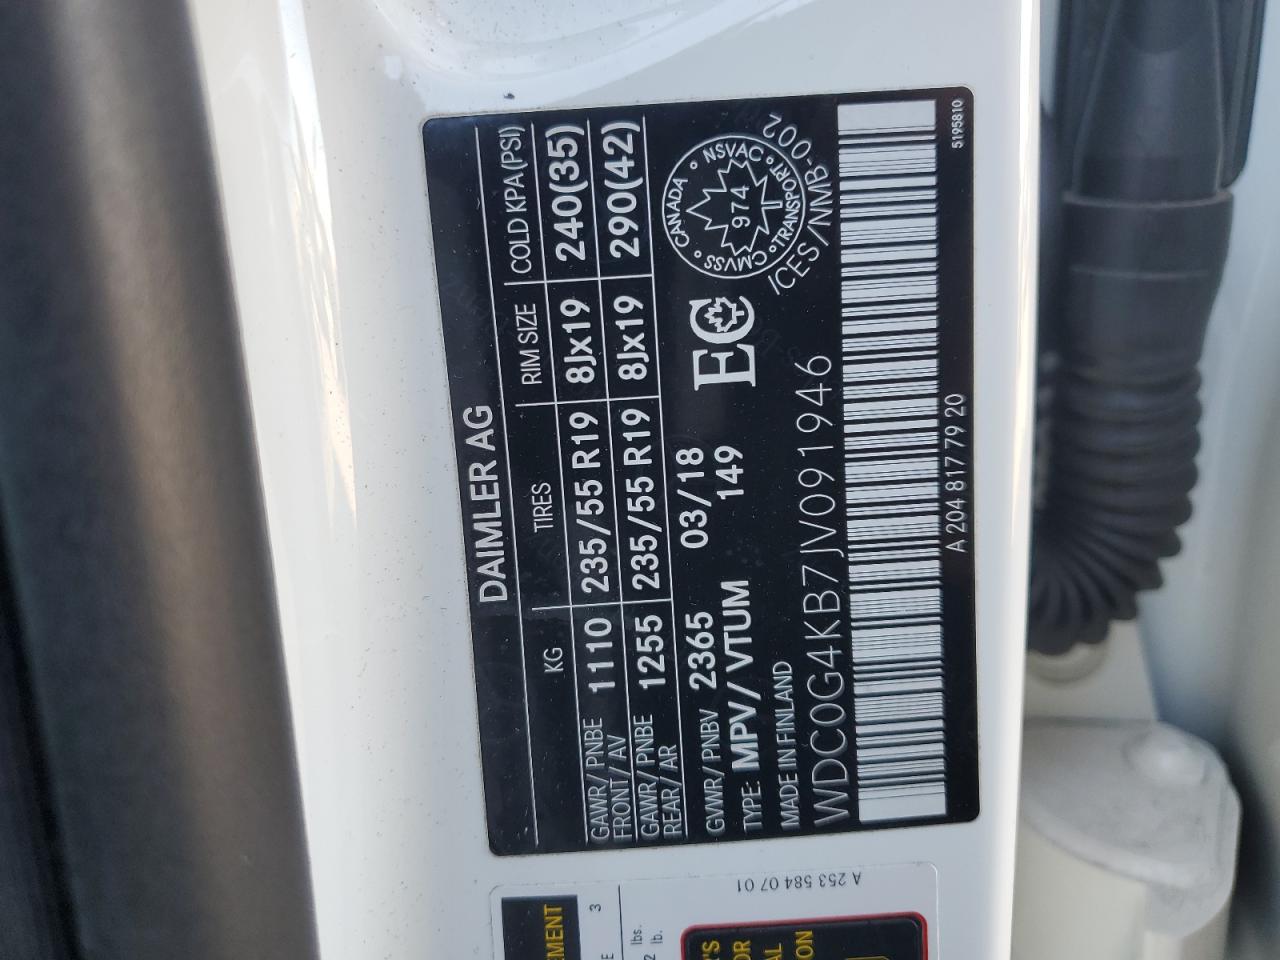 DAIMLER AG
KG TIRES RIM SIZE COLD KPA(PSI)
GAWR/PNBE FRONT/AV 1110 235/55 R19 8Jx19 240(35)
GAWR/PNBE REAR/AR 1255 235/55 R19 8Jx19 290(42)
GVWR/PNBV 2365 03/18
TYPE: MPV/VTUM 149
MADE IN FINLAND
EC
CANADA
NSVAC
TRANSPORT
CMVSS
974
ICES/NMB-002
WDC0G4KB7JV091946
A 204 817 79 20
5195810
A 253 584 07 01
EMENT
3
lbs.
lb.